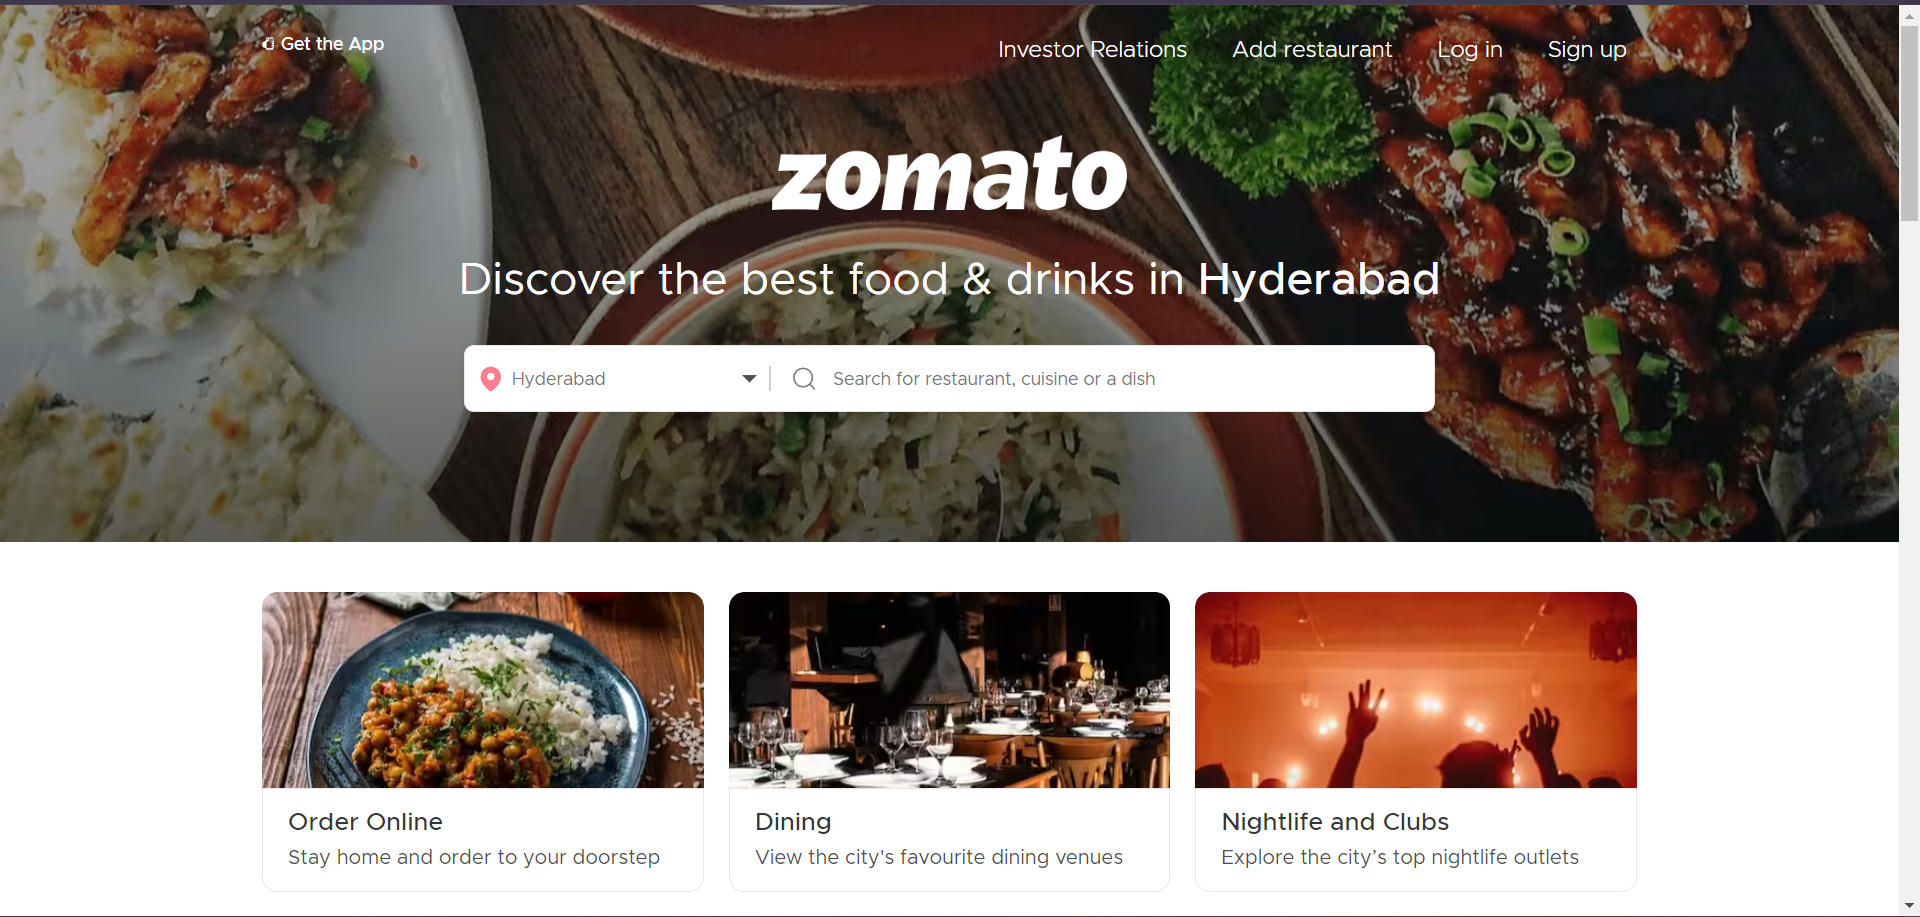 Get the App
Investor Relations
Add restaurant
Log in
Sign up
zomato
Discover the best food & drinks in Hyderabad
Hyderabad
Search for restaurant, cuisine or a dish
Order Online
Stay home and order to your doorstep
Dining
View the city's favourite dining venues
Nightlife and Clubs
Explore the city’s top nightlife outlets